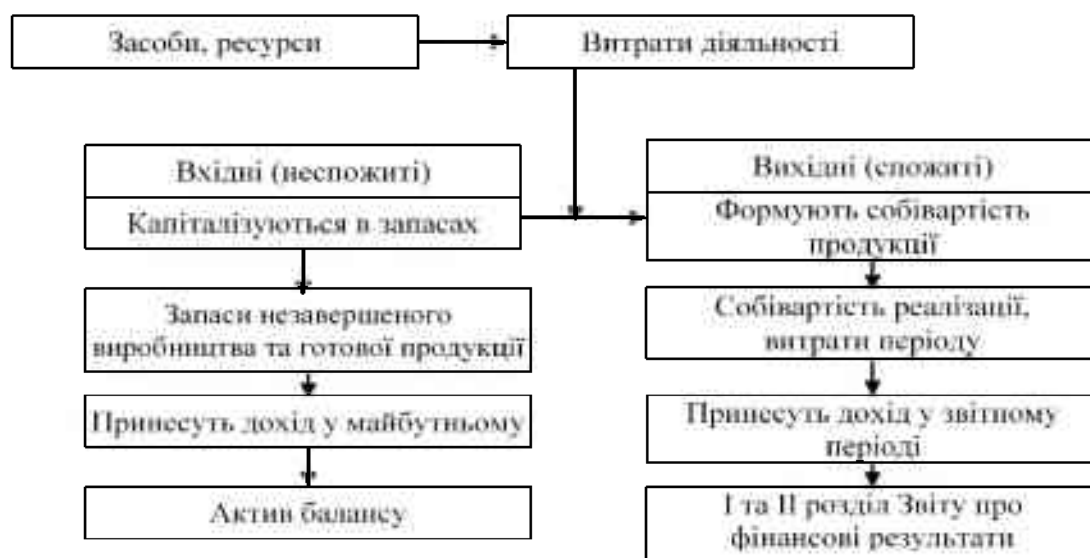 Засоби, ресурси
Витрати діяльності
Вхідні (неспожиті)
Капіталізуються в запасах
Запаси незавершеного
виробництва та готової продукції
Принесуть дохід у майбутньому
Актив балансу
Вихідні (спожиті)
Формують собівартість
продукції
Собівартість реалізації,
витрати періоду
Принесуть дохід у звітному
періоді
І та ІІ розділ Звіту про
фінансові результати